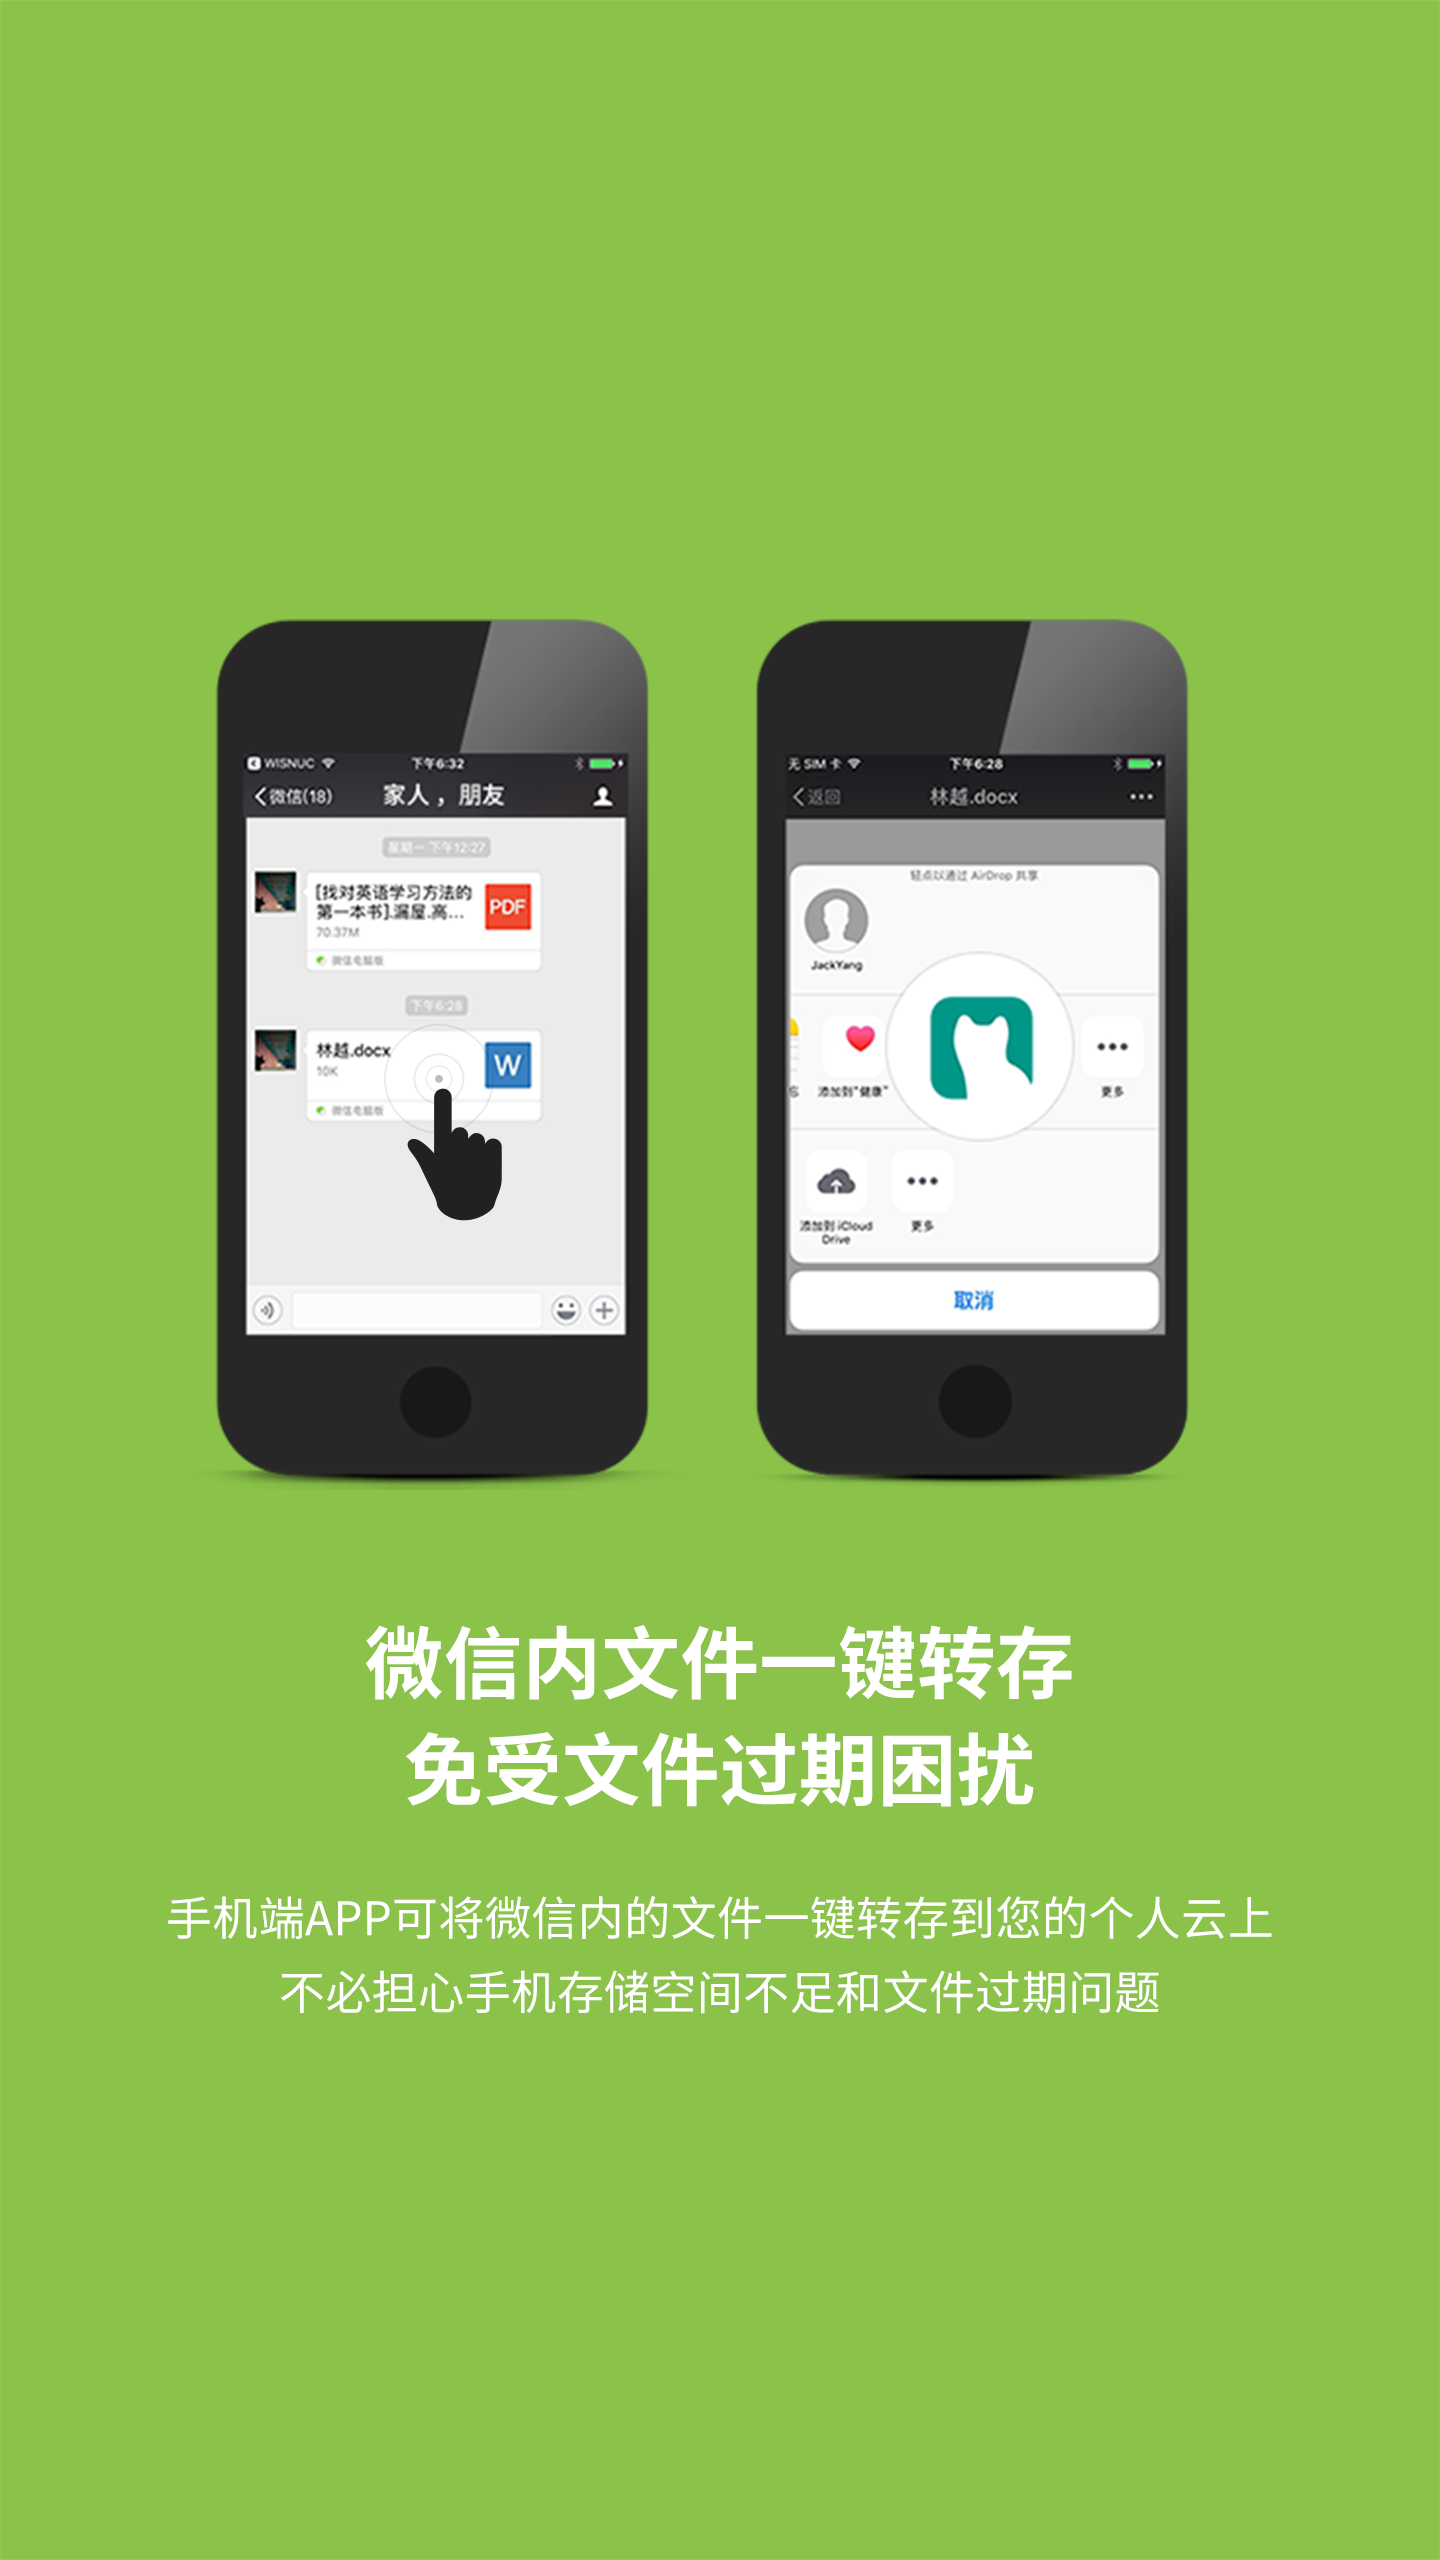 WISNUC
下午6:32
微信(18)
家人，朋友
星期一 下午12:27
[找对英语学习方法的
第一本书].漏屋.高...
PDF
70.37M
微信电脑版
下午6:28
林越.docx
10K
W
微信电脑版
无 SIM 卡
下午6:28
返回
林越.docx
轻点以通过 AirDrop 共享
JackYang
添加到“健康”
更多
添加到 iCloud
Drive
更多
取消
微信内文件一键转存
免受文件过期困扰
手机端APP可将微信内的文件一键转存到您的个人云上
不必担心手机存储空间不足和文件过期问题